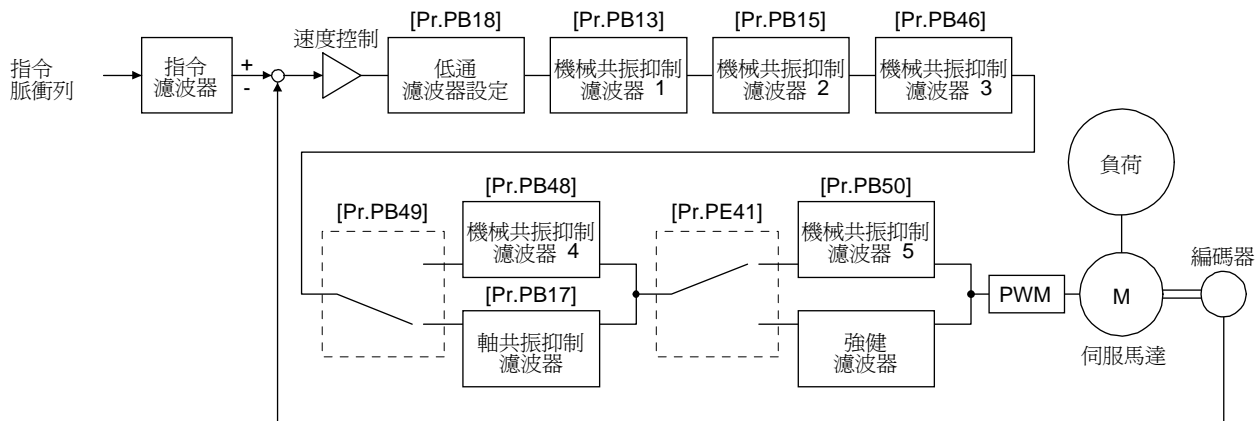 [Pr.PB18]
[Pr.PB13]
[Pr.PB15]
[Pr.PB46]
速度控制
指令
脈衝列
指令
濾波器
+
-
低通
濾波器設定
機械共振抑制
濾波器 1
機械共振抑制
濾波器 2
機械共振抑制
濾波器 3
負荷
[Pr.PB48]
[Pr.PB50]
[Pr.PB49]
[Pr.PE41]
機械共振抑制
濾波器 4
機械共振抑制
濾波器 5
編碼器
[Pr.PB17]
PWM
M
軸共振抑制
濾波器
強健
濾波器
伺服馬達